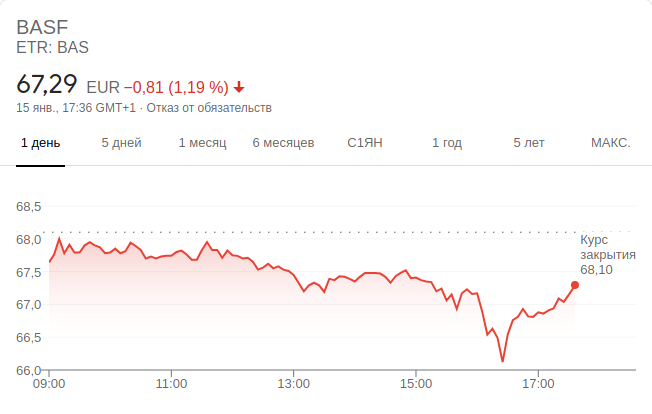 BASF
ETR: BAS
67,29 EUR −0,81 (1,19 %)
15 янв., 17:36 GMT+1 · Отказ от обязательств
1 день 5 дней 1 месяц 6 месяцев С1ЯН 1 год 5 лет МАКС.
68,5
68,0
Курс
закрытия
68,10
67,5
67,0
66,5
66,0
09:00 11:00 13:00 15:00 17:00